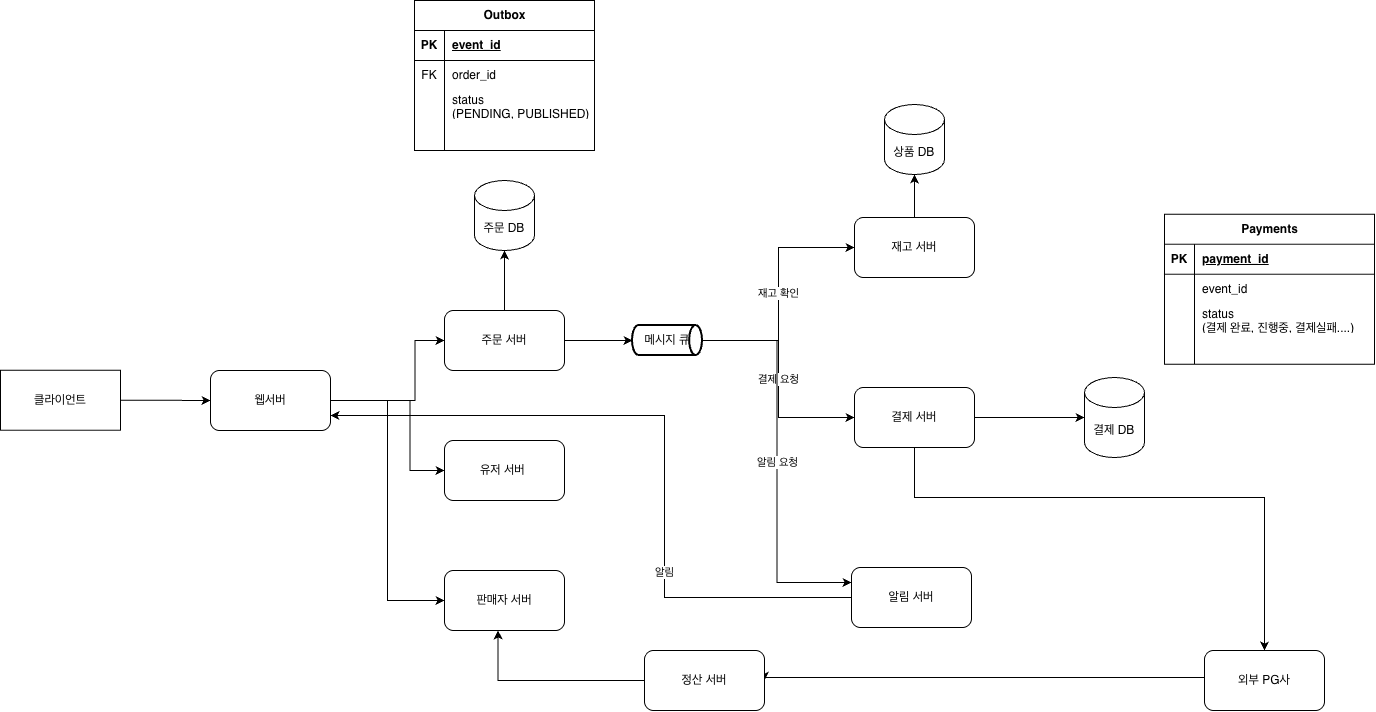 Outbox
PK
event_id
FK
order_id
status
(PENDING, PUBLISHED)
상품 DB
주문 DB
Payments
PK
payment_id
event_id
status
(결제 완료, 진행중, 결제실패....)
재고 서버
재고 확인
주문 서버
메시지 큐
결제 요청
클라이언트
웹서버
결제 서버
결제 DB
알림 요청
유저 서버
알림
판매자 서버
알림 서버
정산 서버
외부 PG사